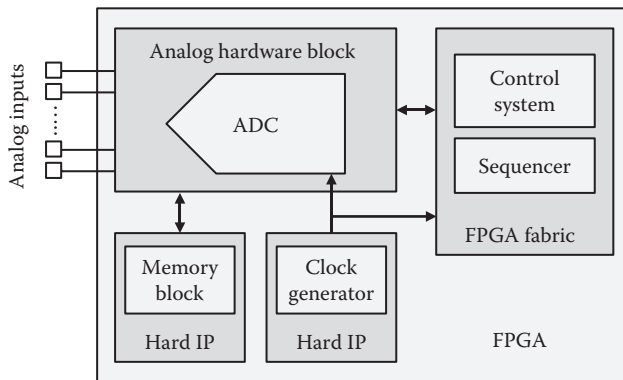 Analog inputs
......
Analog hardware block
ADC
Control
system
Sequencer
FPGA fabric
Memory
block
Hard IP
Clock
generator
Hard IP
FPGA